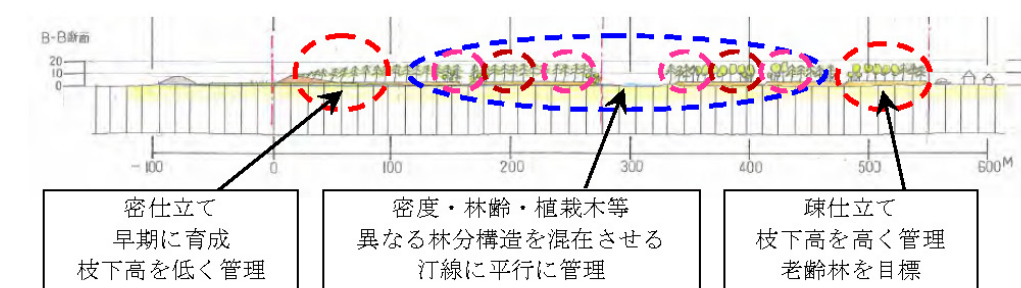 B-B断面
20
10
0
-100
0
100
200
300
400
500
600M
密仕立て
早期に育成
枝下高を低く管理
密度・林齢・植栽木等
異なる林分構造を混在させる
汀線に平行に管理
疎仕立て
枝下高を高く管理
老齢林を目標